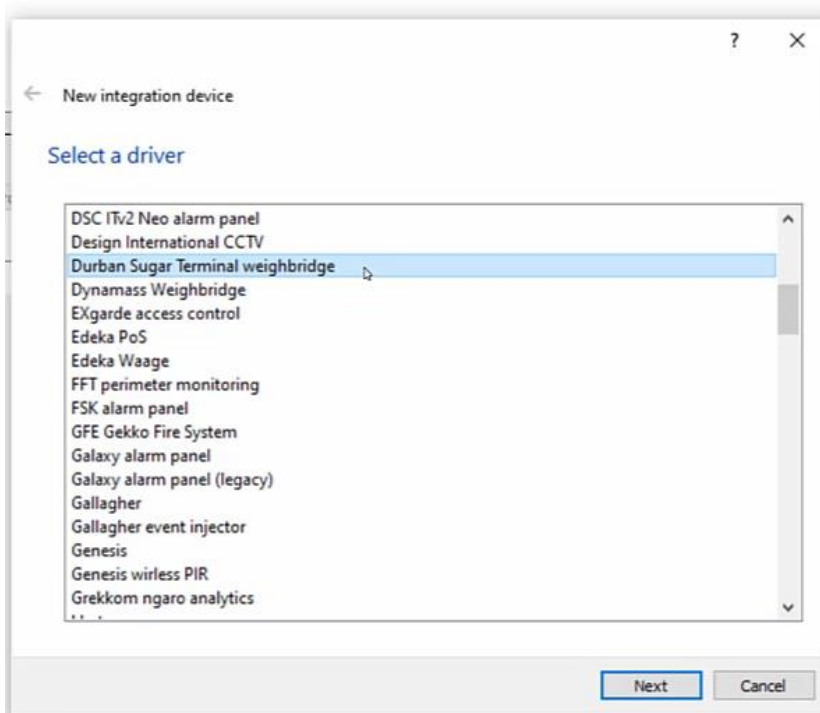 ?
New integration device
Select a driver
DSC ITv2 Neo alarm panel
Design International CCTV
Durban Sugar Terminal weighbridge
Dynamass Weighbridge
EXgarde access control
Edeka PoS
Edeka Waage
FFT perimeter monitoring
FSK alarm panel
GFE Gekko Fire System
Galaxy alarm panel
Galaxy alarm panel (legacy)
Gallagher
Gallagher event injector
Genesis
Genesis wirless PIR
Grekkom ngaro analytics
Next Cancel